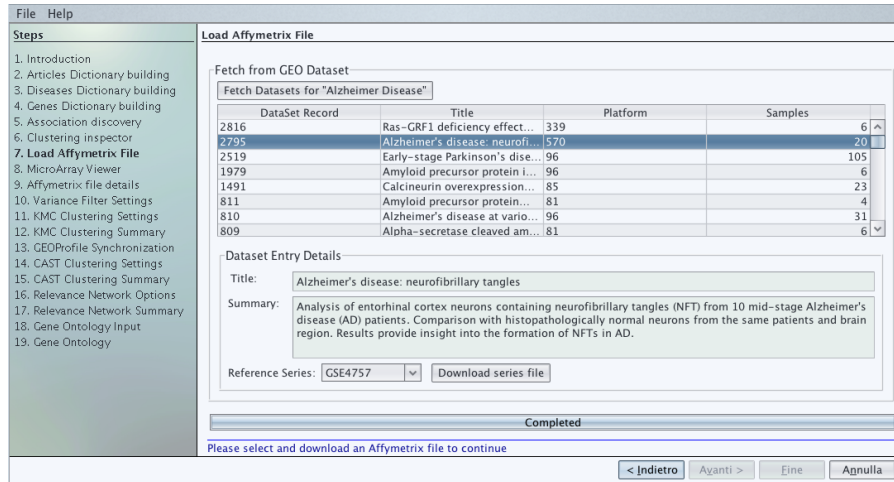 File Help
Steps
1. Introduction
2. Articles Dictionary building
3. Diseases Dictionary building
4. Genes Dictionary building
5. Association discovery
6. Clustering inspector
7. Load Affymetrix File
8. MicroArray Viewer
9. Affymetrix file details
10. Variance Filter Settings
11. KMC Clustering Settings
12. KMC Clustering Summary
13. GEOProfile Synchronization
14. CAST Clustering Settings
15. CAST Clustering Summary
16. Relevance Network Options
17. Relevance Network Summary
18. Gene Ontology Input
19. Gene Ontology
Load Affymetrix File
Fetch from GEO Dataset
Fetch Datasets for "Alzheimer Disease"
DataSet Record Title Platform Samples
2816 Ras-GRF1 deficiency effect... 339 6
2795 Alzheimer's disease: neurofi... 570 20
2519 Early-stage Parkinson's dise... 96 105
1979 Amyloid precursor protein i... 96 6
1491 Calcineurin overexpression... 85 23
811 Amyloid precursor protein... 81 4
810 Alzheimer's disease at vario... 96 31
809 Alpha-secretase cleaved am... 81 6
Dataset Entry Details
Title: Alzheimer's disease: neurofibrillary tangles
Summary: Analysis of entorhinal cortex neurons containing neurofibrillary tangles (NFT) from 10 mid-stage Alzheimer's
disease (AD) patients. Comparison with histopathologically normal neurons from the same patients and brain
region. Results provide insight into the formation of NFTs in AD.
Reference Series: GSE4757 Download series file
Completed
Please select and download an Affymetrix file to continue
< Indietro Avanti > Fine Annulla